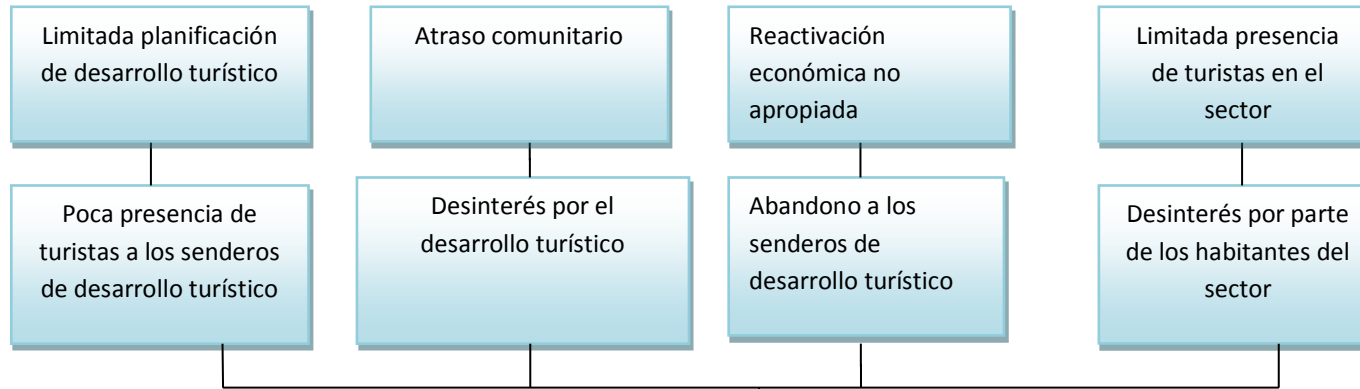 Limitada planificación
de desarrollo turístico
Atraso comunitario
Reactivación
económica no
apropiada
Limitada presencia
de turistas en el
sector
Poca presencia de
turistas a los senderos
de desarrollo turístico
Desinterés por el
desarrollo turístico
Abandono a los
senderos de
desarrollo turístico
Desinterés por parte
de los habitantes del
sector